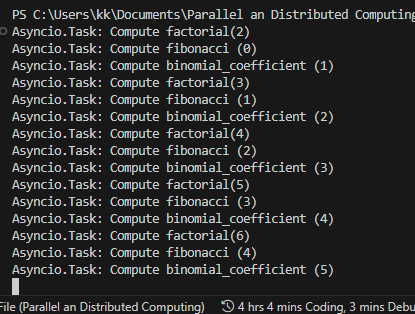 PS C:\Users\kk\Documents\Parallel an Distributed Computing
Asyncio.Task: Compute factorial(2)
Asyncio.Task: Compute fibonacci (0)
Asyncio.Task: Compute binomial_coefficient (1)
Asyncio.Task: Compute factorial(3)
Asyncio.Task: Compute fibonacci (1)
Asyncio.Task: Compute binomial_coefficient (2)
Asyncio.Task: Compute factorial(4)
Asyncio.Task: Compute fibonacci (2)
Asyncio.Task: Compute binomial_coefficient (3)
Asyncio.Task: Compute factorial(5)
Asyncio.Task: Compute fibonacci (3)
Asyncio.Task: Compute binomial_coefficient (4)
Asyncio.Task: Compute factorial(6)
Asyncio.Task: Compute fibonacci (4)
Asyncio.Task: Compute binomial_coefficient (5)
File (Parallel an Distributed Computing) 4 hrs 4 mins Coding, 3 mins Debu